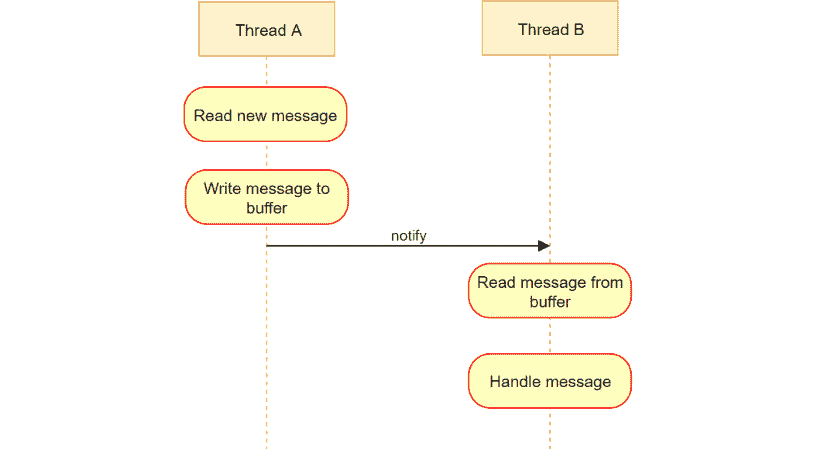 Thread A
Thread B
Read new message
Write message to
buffer
notify
Read message from
buffer
Handle message